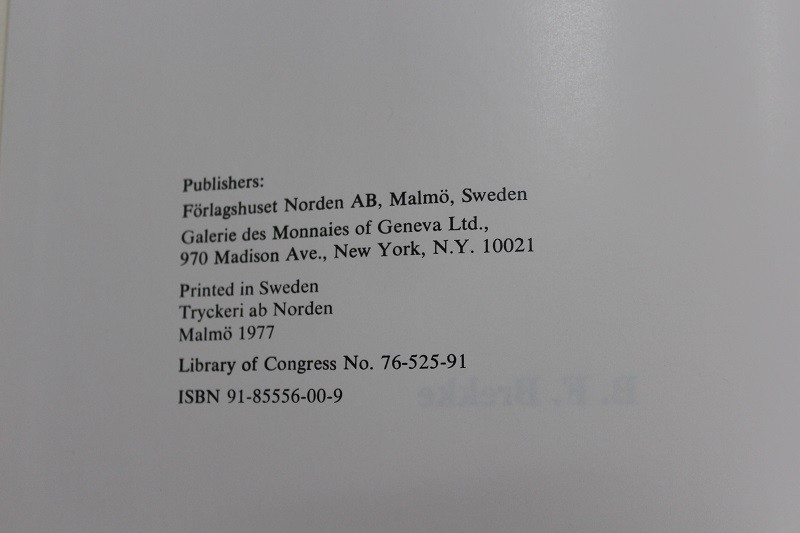 Publishers:
Förlagshuset Norden AB, Malmö, Sweden
Galerie des Monnaies of Geneva Ltd.,
970 Madison Ave., New York, N.Y. 10021
Printed in Sweden
Tryckeri ab Norden
Malmö 1977
Library of Congress No. 76-525-91
ISBN 91-85556-00-9
B. F. Brekke